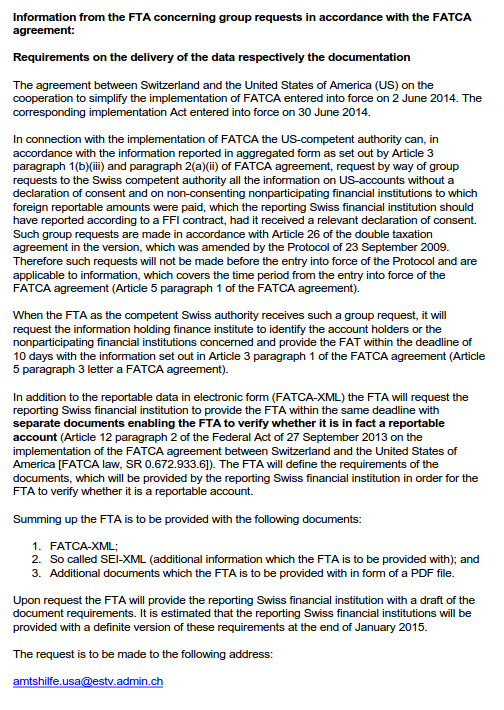 Information from the FTA concerning group requests in accordance with the FATCA
agreement:
Requirements on the delivery of the data respectively the documentation
The agreement between Switzerland and the United States of America (US) on the
cooperation to simplify the implementation of FATCA entered into force on 2 June 2014. The
corresponding implementation Act entered into force on 30 June 2014.
In connection with the implementation of FATCA the US-competent authority can, in
accordance with the information reported in aggregated form as set out by Article 3
paragraph 1(b)(iii) and paragraph 2(a)(ii) of FATCA agreement, request by way of group
requests to the Swiss competent authority all the information on US-accounts without a
declaration of consent and on non-consenting nonparticipating financial institutions to which
foreign reportable amounts were paid, which the reporting Swiss financial institution should
have reported according to a FFI contract, had it received a relevant declaration of consent.
Such group requests are made in accordance with Article 26 of the double taxation
agreement in the version, which was amended by the Protocol of 23 September 2009.
Therefore such requests will not be made before the entry into force of the Protocol and are
applicable to information, which covers the time period from the entry into force of the
FATCA agreement (Article 5 paragraph 1 of the FATCA agreement).
When the FTA as the competent Swiss authority receives such a group request, it will
request the information holding finance institute to identify the account holders or the
nonparticipating financial institutions concerned and provide the FAT within the deadline of
10 days with the information set out in Article 3 paragraph 1 of the FATCA agreement (Article
5 paragraph 3 letter a FATCA agreement).
In addition to the reportable data in electronic form (FATCA-XML) the FTA will request the
reporting Swiss financial institution to provide the FTA within the same deadline with
separate documents enabling the FTA to verify whether it is in fact a reportable
account (Article 12 paragraph 2 of the Federal Act of 27 September 2013 on the
implementation of the FATCA agreement between Switzerland and the United States of
America [FATCA law, SR 0.672.933.6]). The FTA will define the requirements of the
documents, which will be provided by the reporting Swiss financial institution in order for the
FTA to verify whether it is a reportable account.
Summing up the FTA is to be provided with the following documents:
1. FATCA-XML;
2. So called SEI-XML (additional information which the FTA is to be provided with); and
3. Additional documents which the FTA is to be provided with in form of a PDF file.
Upon request the FTA will provide the reporting Swiss financial institution with a draft of the
document requirements. It is estimated that the reporting Swiss financial institutions will be
provided with a definite version of these requirements at the end of January 2015.
The request is to be made to the following address:
amtshilfe.usa@estv.admin.ch